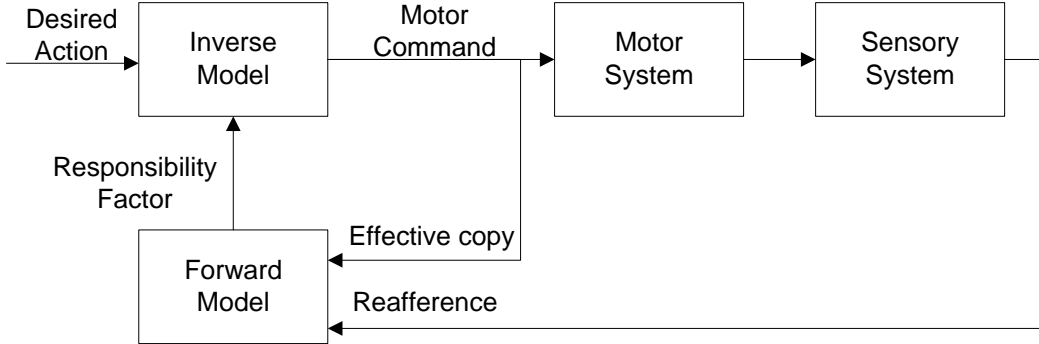 Desired
Action
Inverse
Model
Motor
Command
Motor
System
Sensory
System
Responsibility
Factor
Effective copy
Forward
Model
Reafference